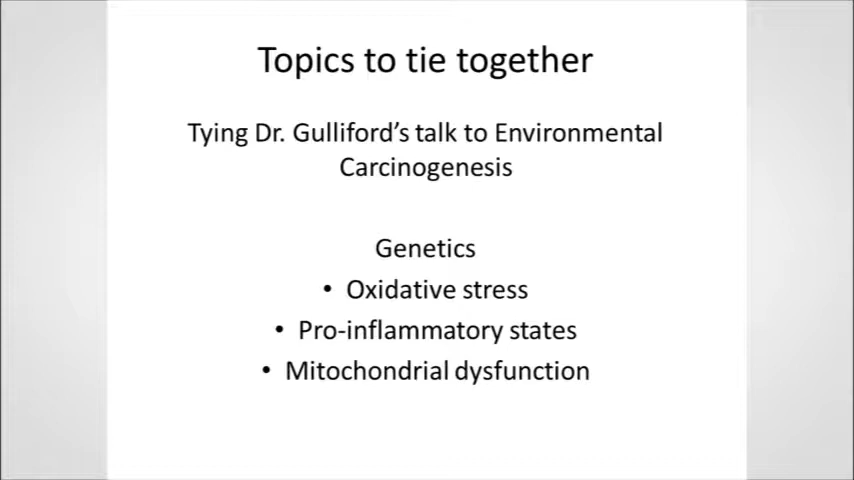 Topics to tie together
Tying Dr. Gulliford’s talk to Environmental
Carcinogenesis
Genetics
• Oxidative stress
• Pro-inflammatory states
• Mitochondrial dysfunction